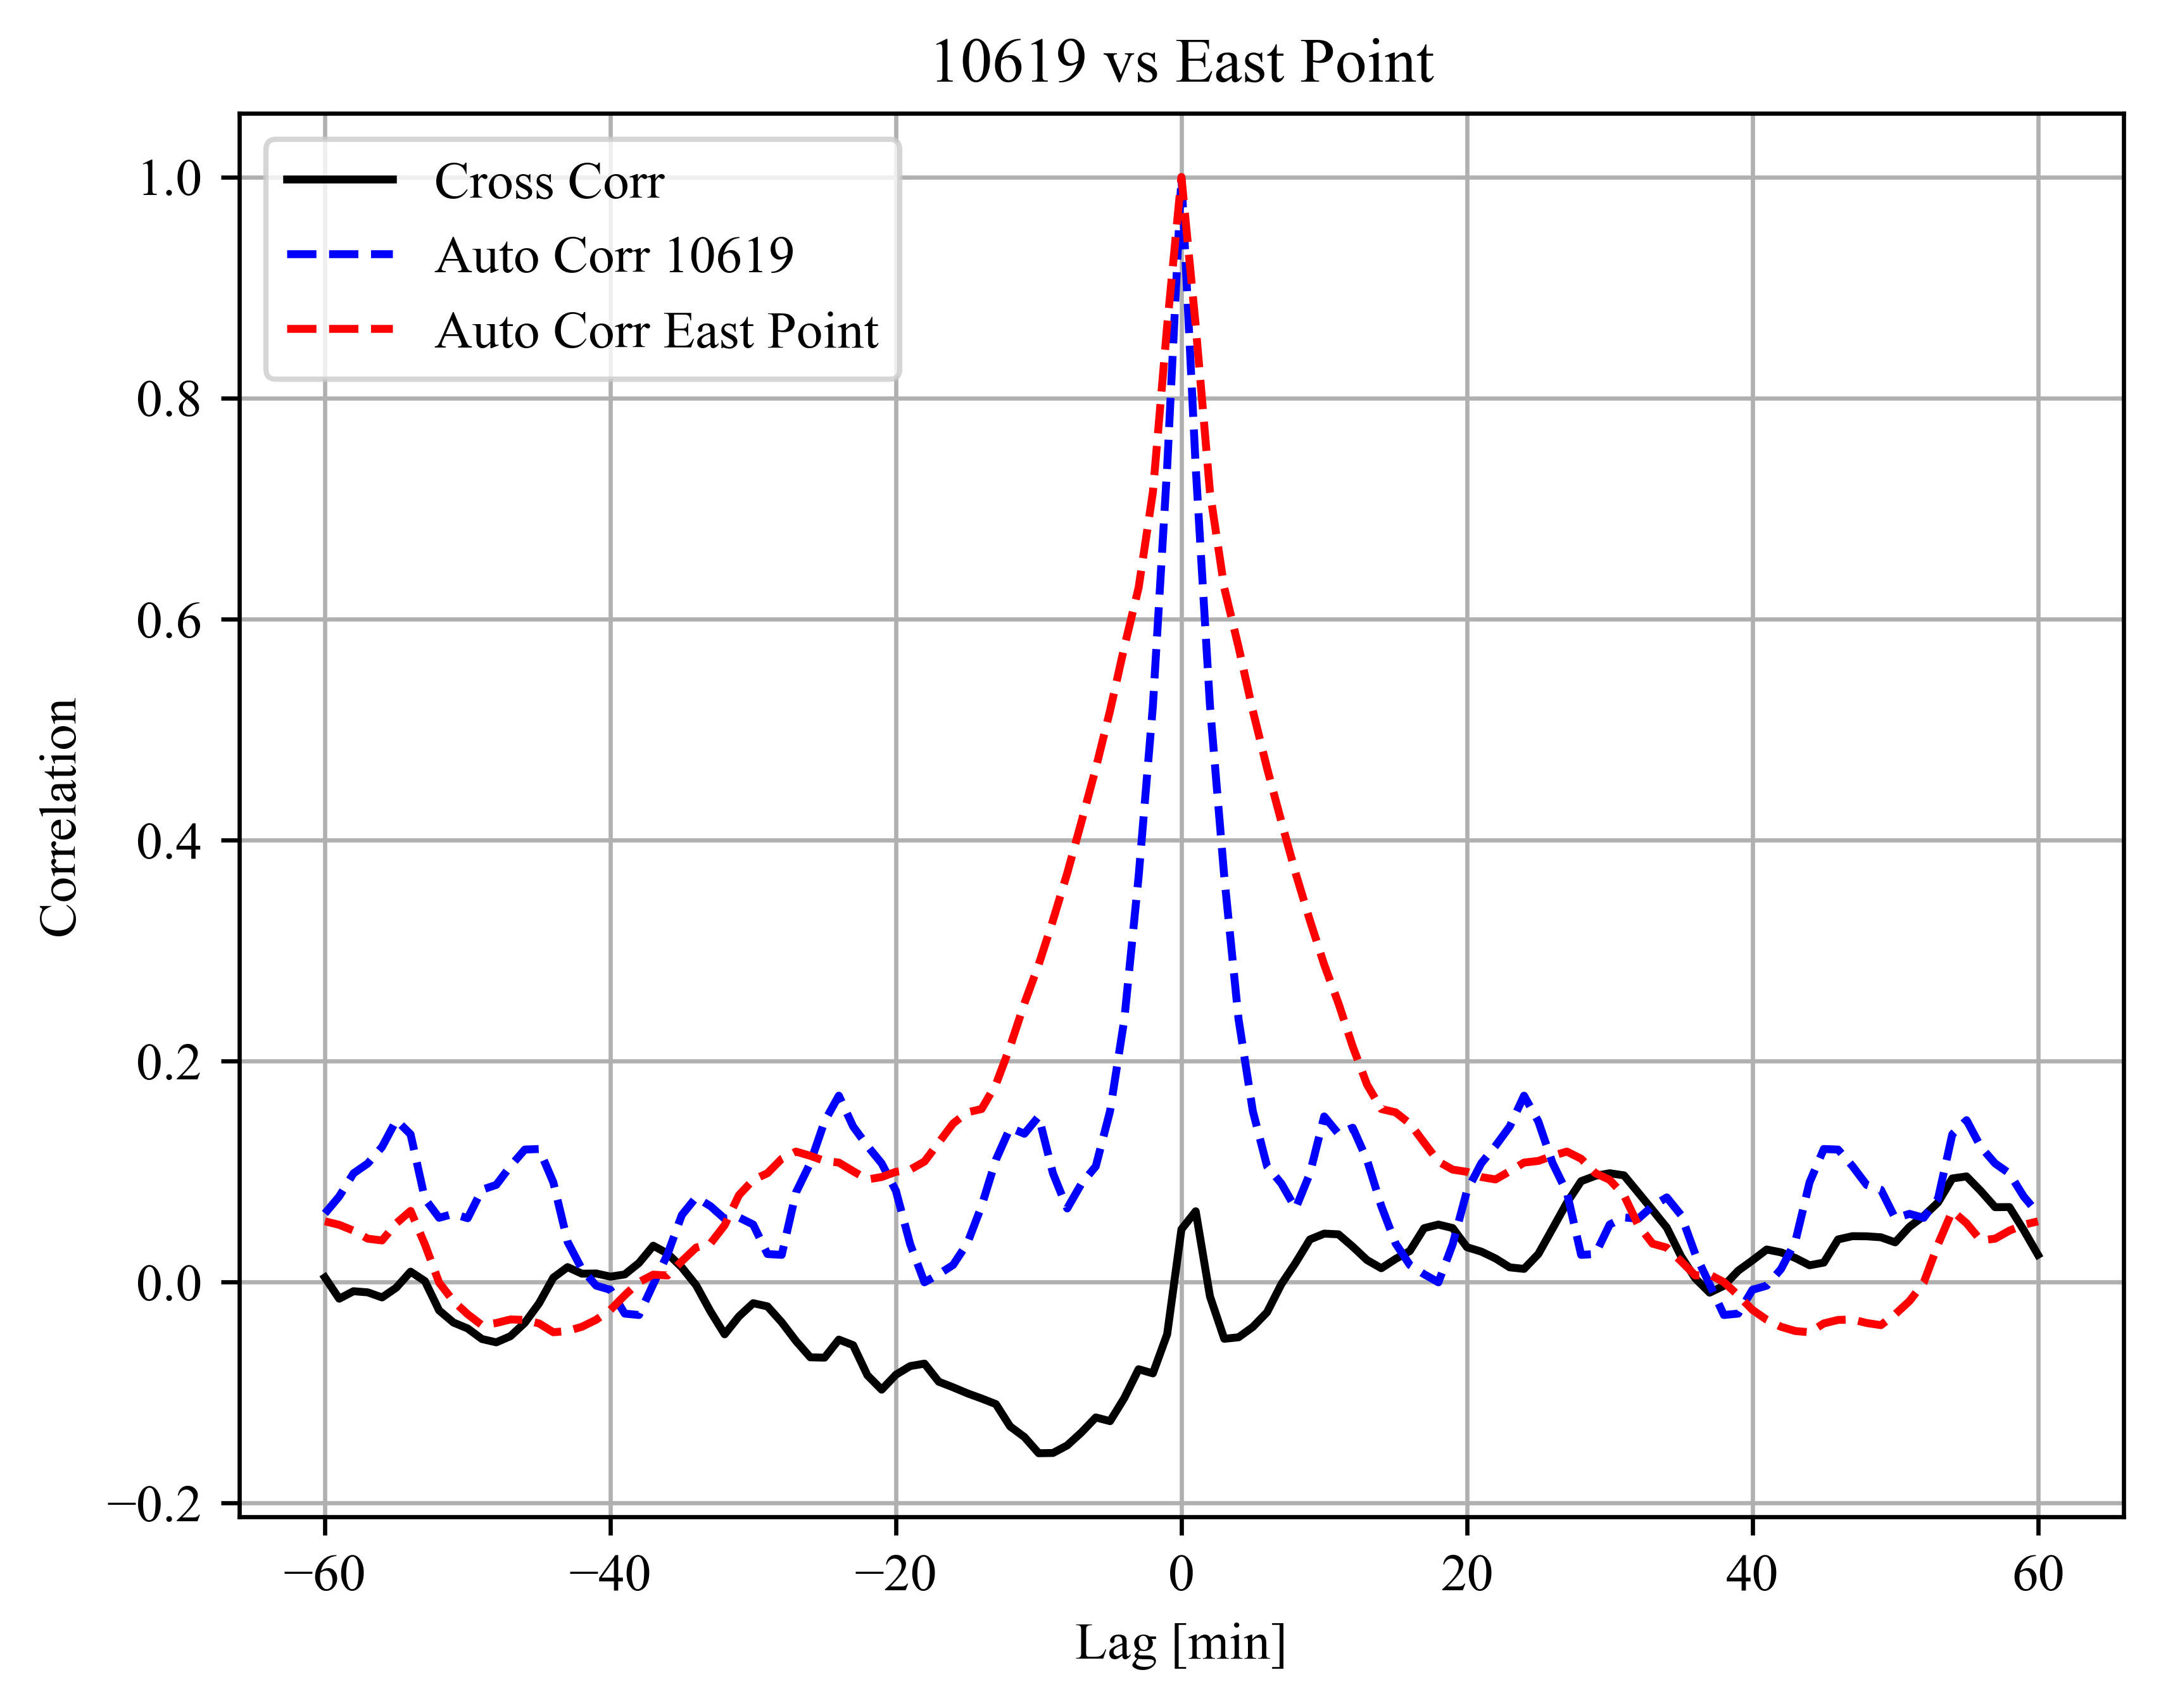 10619 vs East Point
Cross Corr
Auto Corr 10619
Auto Corr East Point
1.0
0.8
0.6
0.4
0.2
0.0
−0.2
Correlation
−60 −40 −20 0 20 40 60
Lag [min]